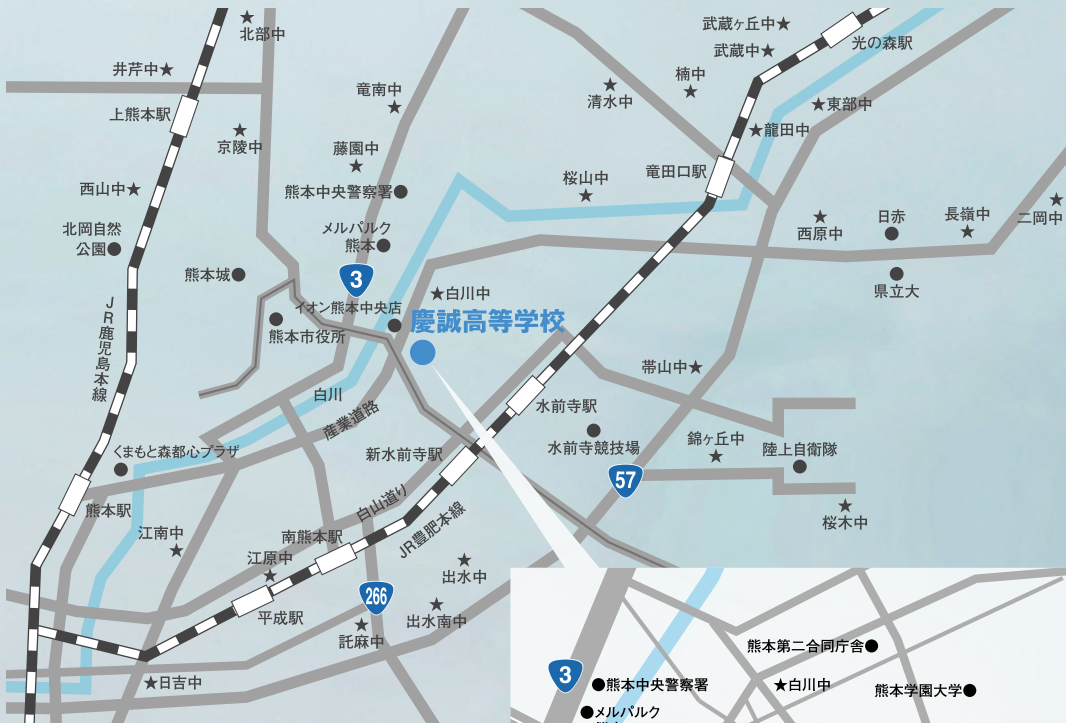 北部中
武蔵ヶ丘中
武蔵中
光の森駅
井芹中
楠中
竜南中
清水中
東部中
上熊本駅
龍田中
京陵中
藤園中
竜田口駅
桜山中
西山中
熊本中央警察署
日赤
長嶺中
二岡中
西原中
北岡自然
公園
メルパルク
熊本
熊本城
3
県立大
白川中
イオン熊本中央店
慶誠高等学校
熊本市役所
JR鹿児島本線
帯山中
白川
水前寺駅
産業道路
水前寺競技場
錦ヶ丘中
陸上自衛隊
くまもと森都心プラザ
新水前寺駅
57
熊本駅
白山通り
桜木中
JR豊肥本線
江南中
南熊本駅
江原中
出水中
266
平成駅
出水南中
託麻中
日吉中
熊本第二合同庁舎
3
熊本中央警察署
白川中
熊本学園大学
メルパルク